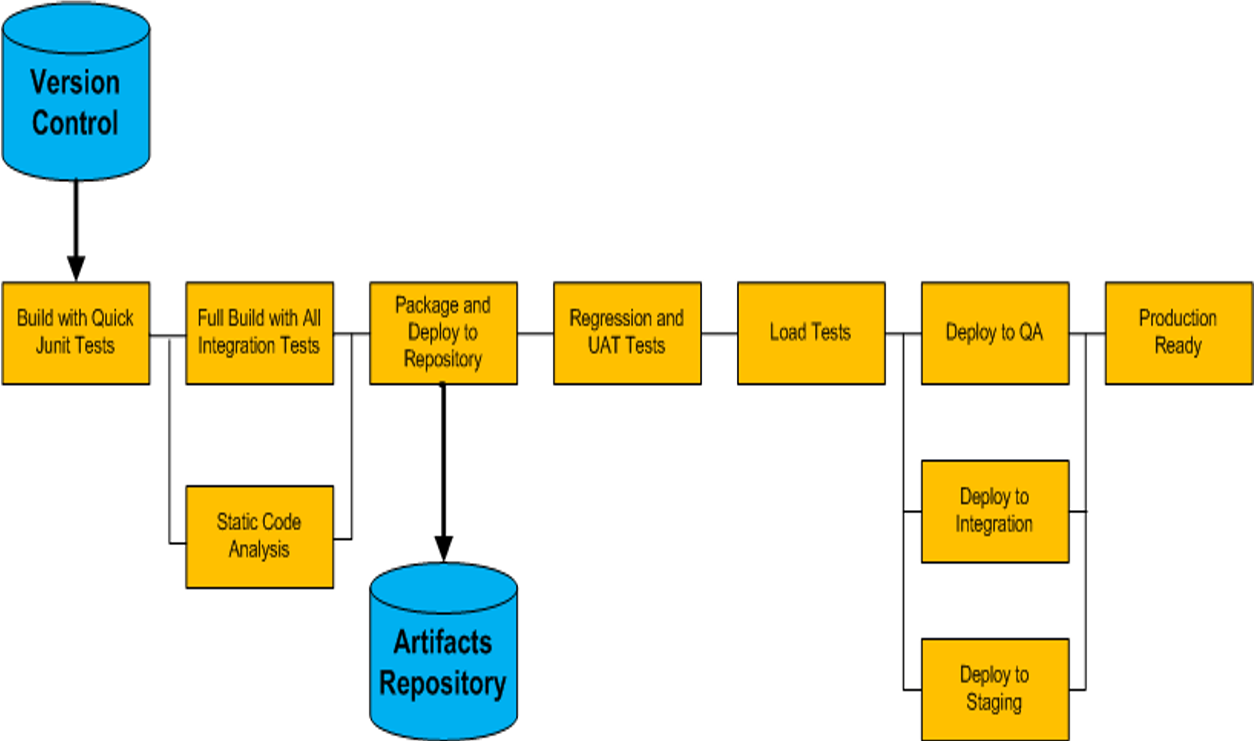 Version
Control
Build with Quick
Junit Tests
Full Build with All
Integration Tests
Package and
Deploy to
Repository
Regression and
UAT Tests
Load Tests
Deploy to QA
Production
Ready
Static Code
Analysis
Deploy to
Integration
Artifacts
Repository
Deploy to
Staging